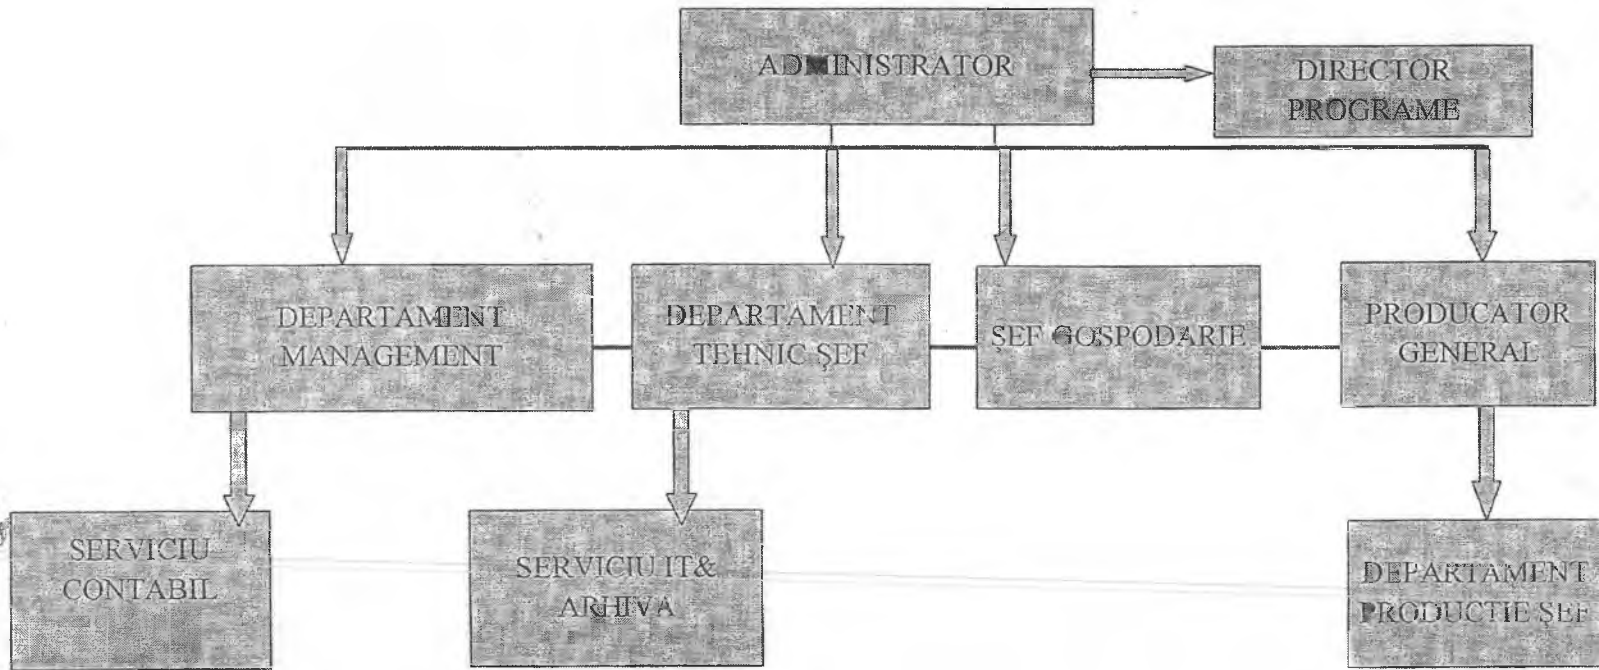 ADMINISTRATOR
DIRECTOR
PROGRAME
DEPARTAMENT
MANAGEMENT
DEPARTAMENT
TEHNIC ŞEF
ŞEF GOSPODARIE
PRODUCATOR
GENERAL
SERVICIU
CONTABIL
SERVICIU IT&
ARHIVA
DEPARTAMENT
PRODUCTIE ŞEF